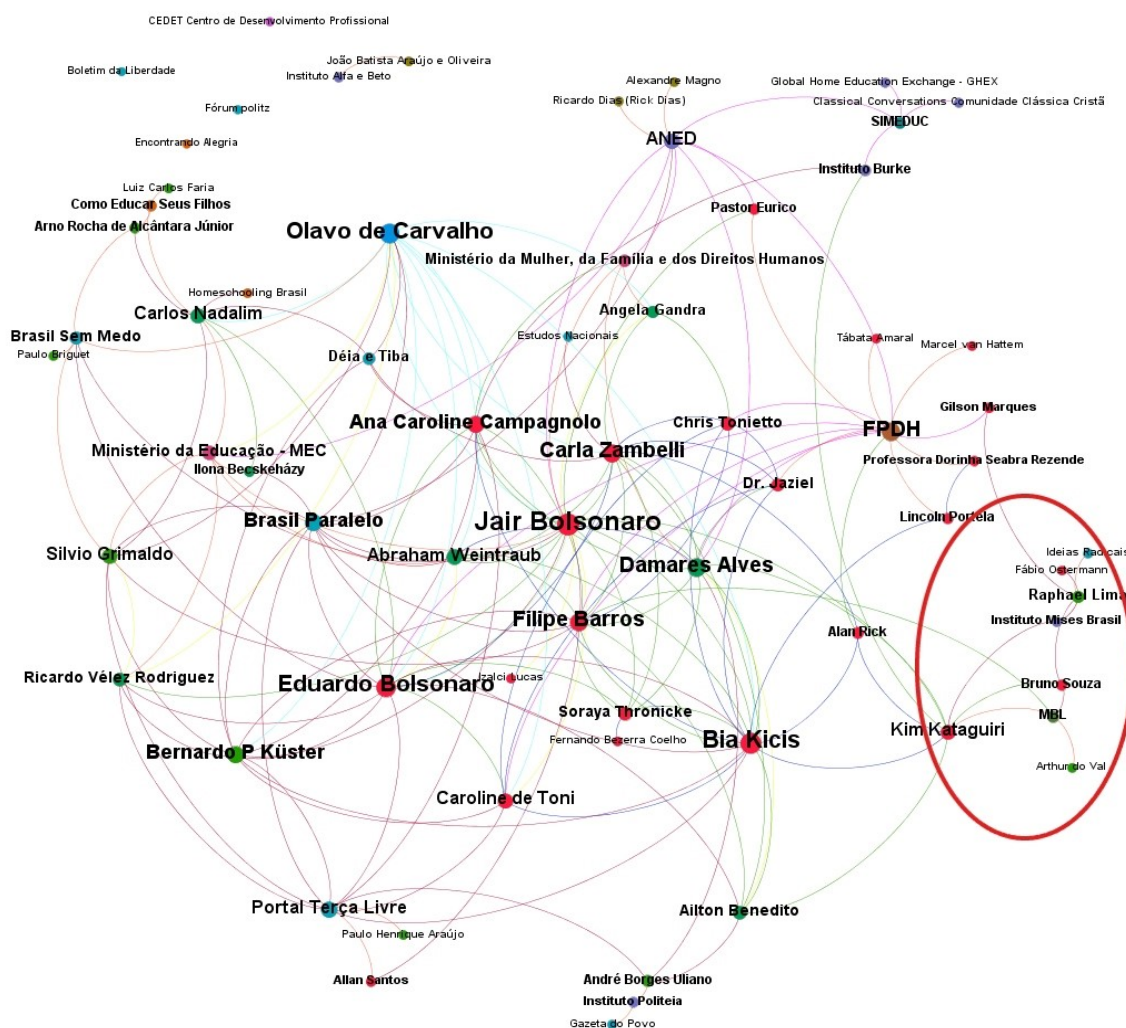 CEDET Centro de Desenvolvimento Profissional
João Batista Araújo e Oliveira
Boletim da Liberdade
Instituto Alfa e Beto
Alexandre Magno
Global Home Education Exchange - GHEX
Ricardo Dias (Rick Dias)
Classical Conversations Comunidade Clássica Cristã
Fórum politz
SIMEDUC
ANED
Encontrando Alegria
Instituto Burke
Luiz Carlos Faria
Como Educar Seus Filhos
Pastor Eurico
Arno Rocha de Alcântara Júnior
Olavo de Carvalho
Ministério da Mulher, da Família e dos Direitos Humanos
Homeschooling Brasil
Carlos Nadalim
Angela Gandra
Brasil Sem Medo
Estudos Nacionais
Tábata Amaral
Marcel van Hattem
Paulo Briguet
Déia e Tiba
Gilson Marques
Ana Caroline Campagnolo
Chris Tonietto
FPDH
Ministério da Educação - MEC
Carla Zambelli
Professora Dorinha Seabra Rezende
Ilona Becskeházy
Dr. Jaziel
Brasil Paralelo
Jair Bolsonaro
Lincoln Portela
Silvio Grimaldo
Abraham Weintraub
Damares Alves
Ideias Radicais
Fábio Ostermann
Raphael Lima
Filipe Barros
Instituto Mises Brasil
Alan Rick
Ricardo Vélez Rodriguez
Izalci Lucas
Eduardo Bolsonaro
Bruno Souza
Soraya Thronicke
MBL
Kim Kataguiri
Bernardo P Küster
Fernando Bezerra Coelho
Bia Kicis
Arthur do Val
Caroline de Toni
Portal Terça Livre
Ailton Benedito
Paulo Henrique Araújo
Allan Santos
André Borges Uliano
Instituto Politeia
Gazeta do Povo